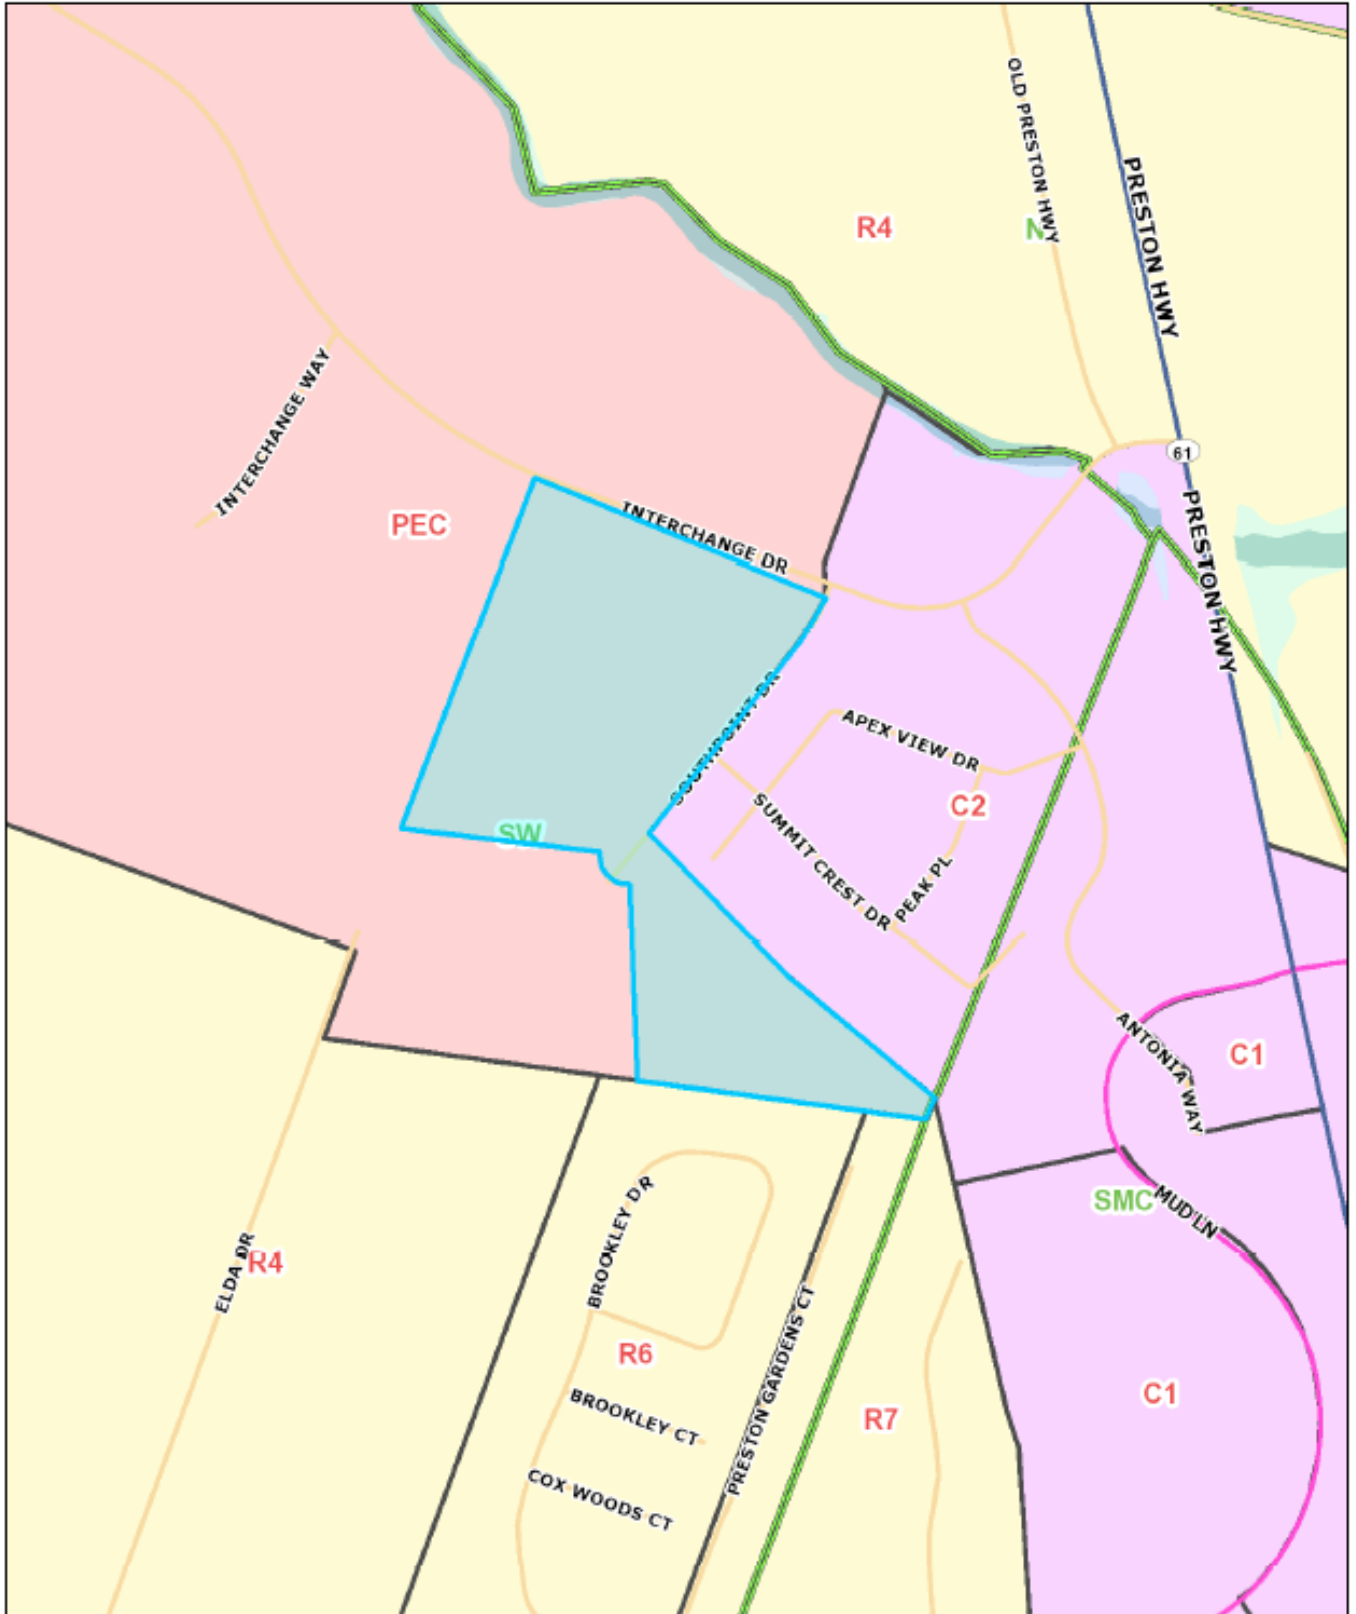 OLD PRESTON HWY
PRESTON HWY
R4
N
61
INTERCHANGE WAY
PEC
INTERCHANGE DR
PRESTON HWY
SOUTHPOINT DR
APEX VIEW DR
C2
SUMMIT CREST DR
PEAK PL
SW
ANTONIA WAY
C1
SMC
MUD LN
ELDA DR
R4
BROOKLEY DR
R6
PRESTON GARDENS CT
BROOKLEY CT
COX WOODS CT
R7
C1